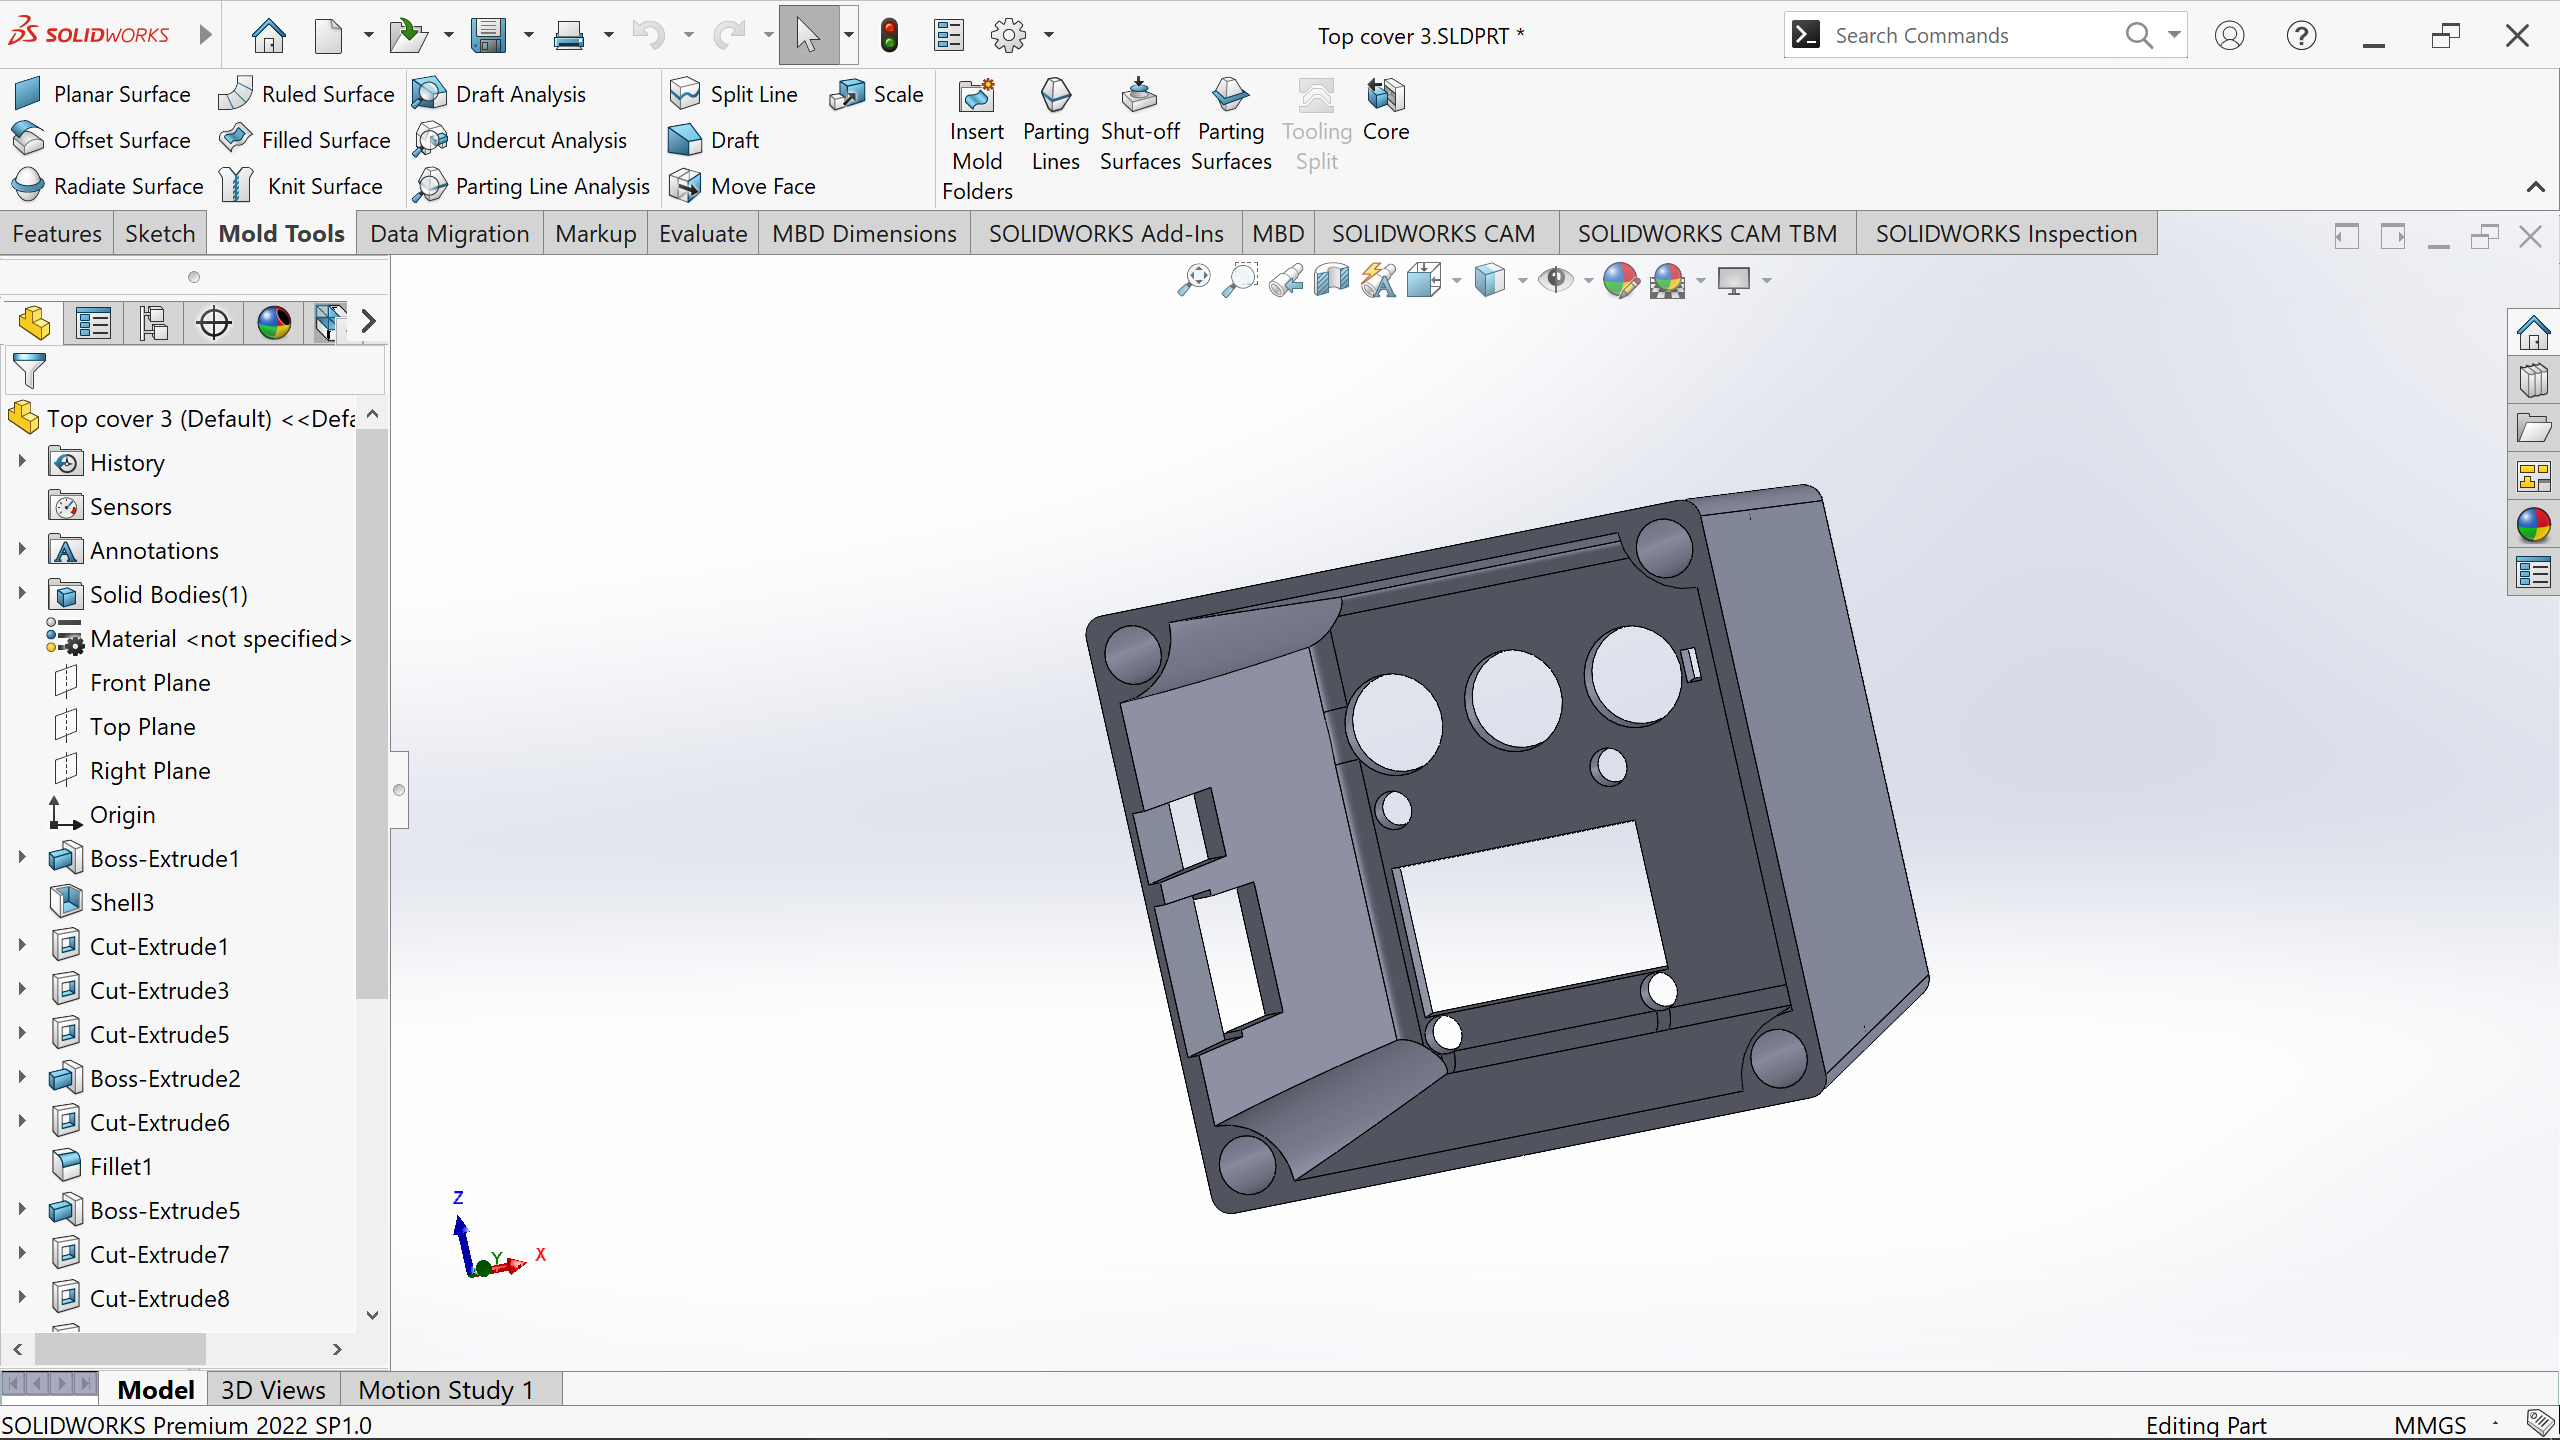 SOLIDWORKS
Top cover 3.SLDPRT *
Search Commands
Planar Surface
Offset Surface
Radiate Surface
Ruled Surface
Filled Surface
Knit Surface
Draft Analysis
Undercut Analysis
Parting Line Analysis
Split Line
Draft
Move Face
Scale
Insert Mold Folders
Parting Lines
Shut-off Surfaces
Parting Surfaces
Tooling Split
Core
Features
Sketch
Mold Tools
Data Migration
Markup
Evaluate
MBD Dimensions
SOLIDWORKS Add-Ins
MBD
SOLIDWORKS CAM
SOLIDWORKS CAM TBM
SOLIDWORKS Inspection
Top cover 3 (Default) <<Defa
History
Sensors
Annotations
Solid Bodies(1)
Material <not specified>
Front Plane
Top Plane
Right Plane
Origin
Boss-Extrude1
Shell3
Cut-Extrude1
Cut-Extrude3
Cut-Extrude5
Boss-Extrude2
Cut-Extrude6
Fillet1
Boss-Extrude5
Cut-Extrude7
Cut-Extrude8
Z
Y
X
Model
3D Views
Motion Study 1
SOLIDWORKS Premium 2022 SP1.0
Editing Part
MMGS